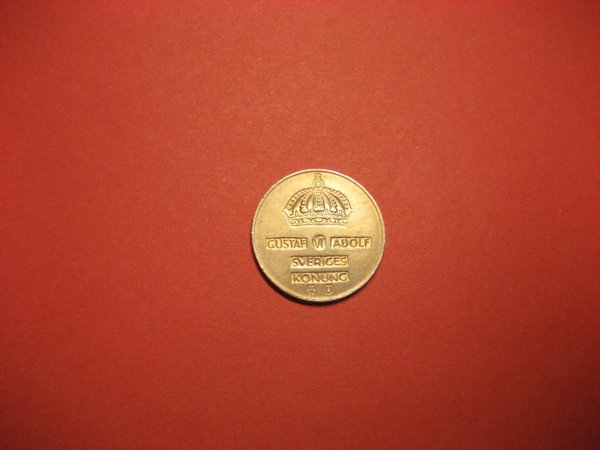 GUSTAF VI ADOLF
SVERIGES
KONUNG
U